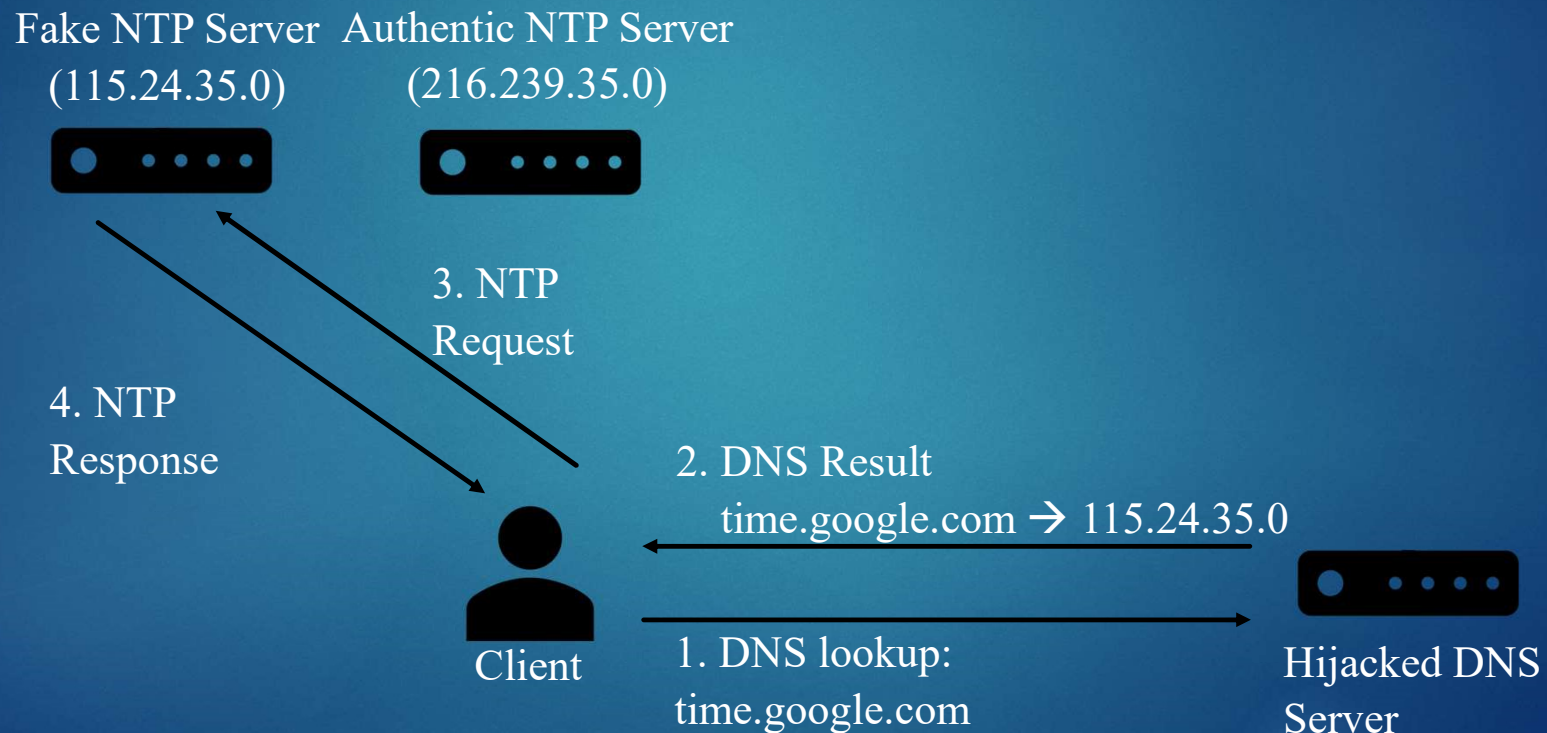 Fake NTP Server
(115.24.35.0)
Authentic NTP Server
(216.239.35.0)
3. NTP
Request
4. NTP
Response
2. DNS Result
time.google.com → 115.24.35.0
Client
1. DNS lookup:
time.google.com
Hijacked DNS
Server